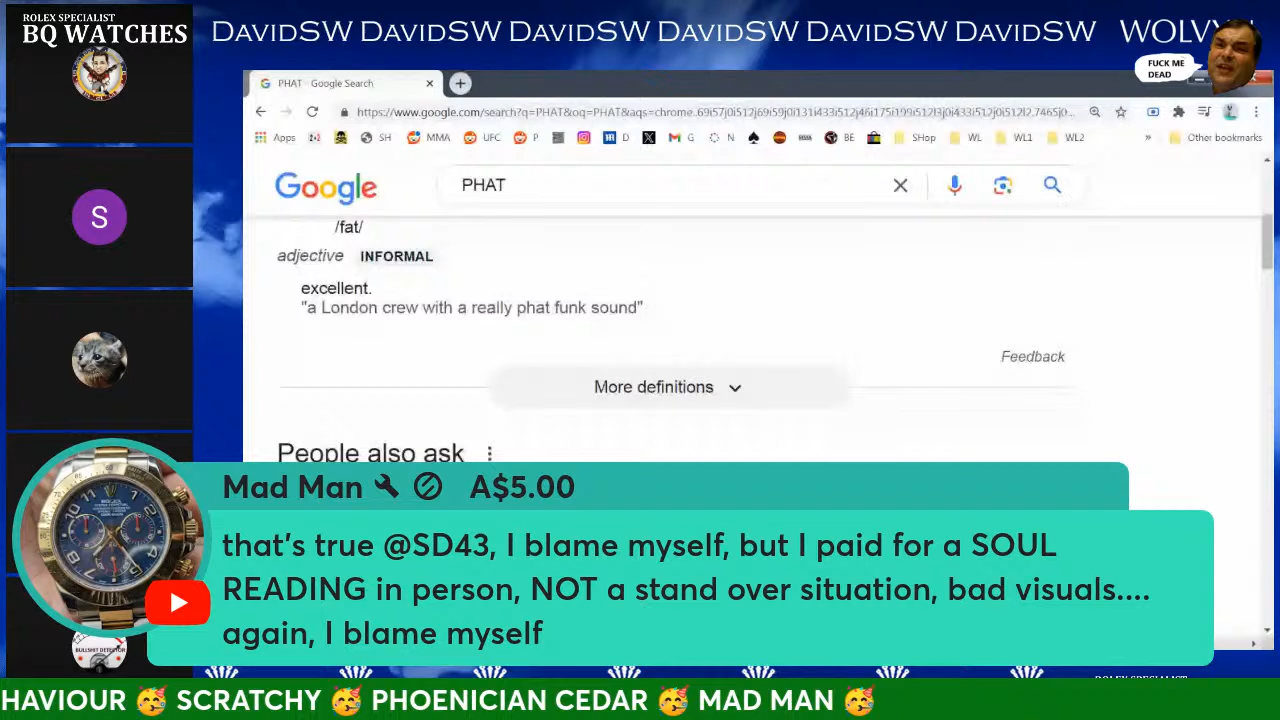 ROLEX SPECIALIST
BQ WATCHES
DAVIDSW DAVIDSW DAVIDSW DAVIDSW DAVIDSW DAVIDSW
FUCK ME
DEAD
PHAT - Google Search
Apps SH MMA UFC P D G N BE SHop WL WL1 WL2 » Other bookmarks
Google PHAT
/fat/
adjective INFORMAL
excellent.
"a London crew with a really phat funk sound"
Feedback
More definitions
People also ask
Mad Man A$5.00
that's true @SD43, I blame myself, but I paid for a SOUL
READING in person, NOT a stand over situation, bad visuals....
again, I blame myself
S
HAVIOUR 🥳 SCRATCHY 🥳 PHOENICIAN CEDAR 🥳 MAD MAN 🥳